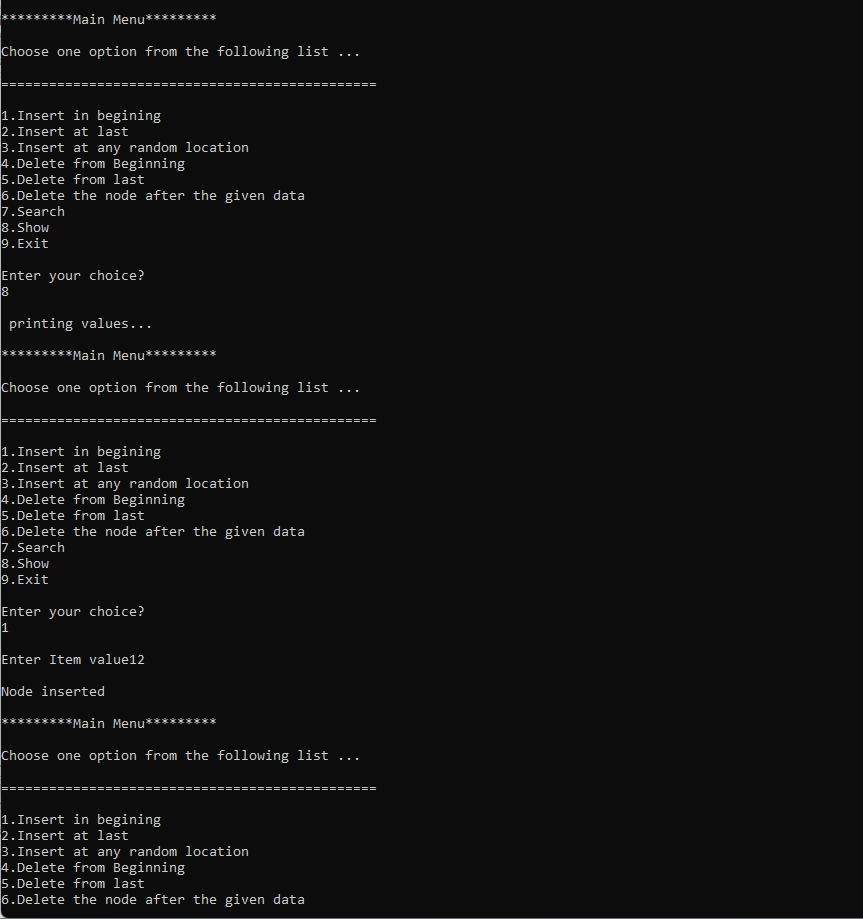 *********Main Menu*********
Choose one option from the following list ...
===============================================
1.Insert in begining
2.Insert at last
3.Insert at any random location
4.Delete from Beginning
5.Delete from last
6.Delete the node after the given data
7.Search
8.Show
9.Exit
Enter your choice?
8
printing values...
*********Main Menu*********
Choose one option from the following list ...
===============================================
1.Insert in begining
2.Insert at last
3.Insert at any random location
4.Delete from Beginning
5.Delete from last
6.Delete the node after the given data
7.Search
8.Show
9.Exit
Enter your choice?
1
Enter Item value12
Node inserted
*********Main Menu*********
Choose one option from the following list ...
===============================================
1.Insert in begining
2.Insert at last
3.Insert at any random location
4.Delete from Beginning
5.Delete from last
6.Delete the node after the given data